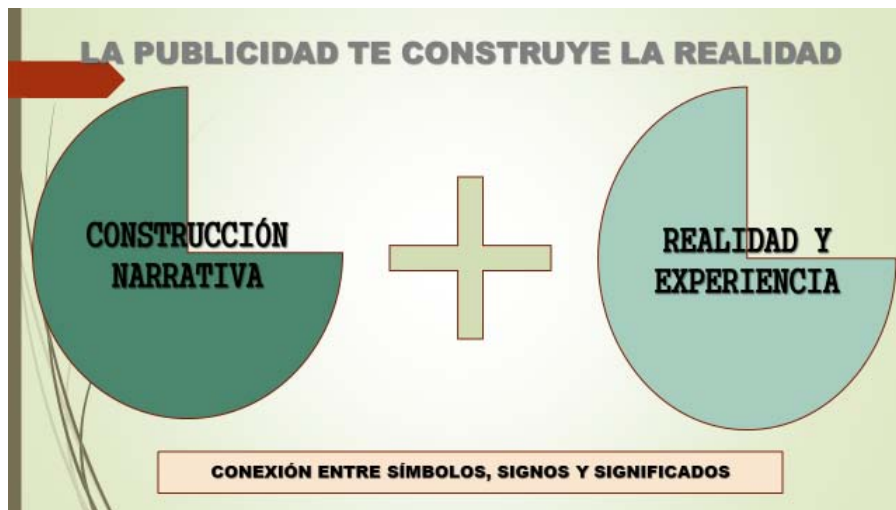 LA PUBLICIDAD TE CONSTRUYE LA REALIDAD
CONSTRUCCIÓN
NARRATIVA
REALIDAD Y
EXPERIENCIA
CONEXIÓN ENTRE SÍMBOLOS, SIGNOS Y SIGNIFICADOS